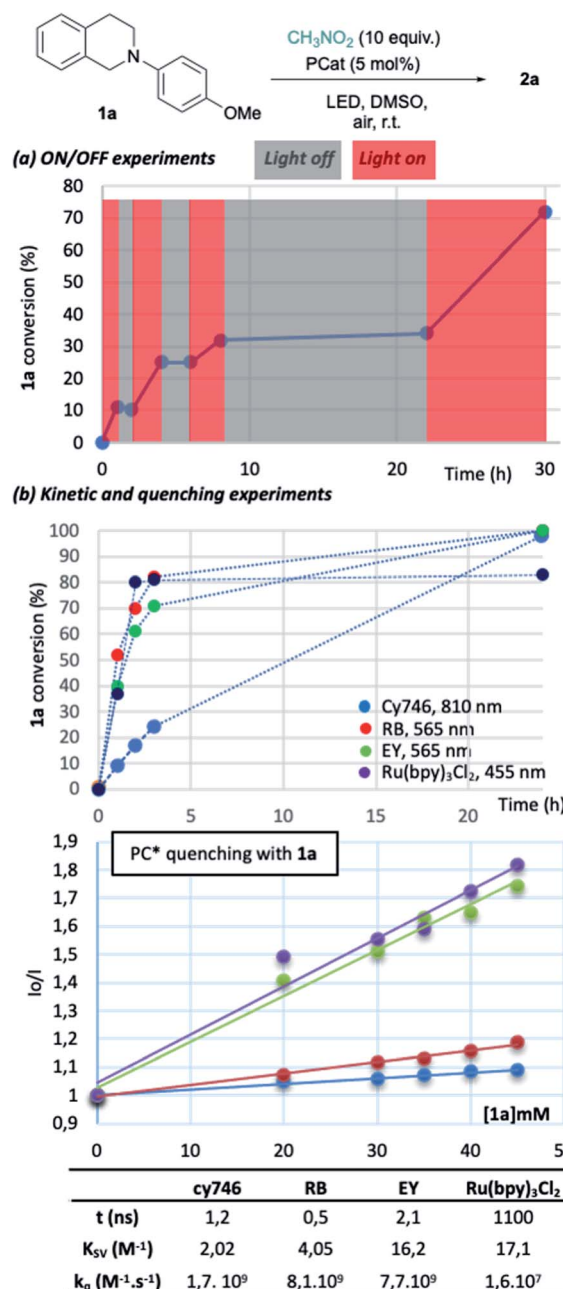 CH₃NO₂ (10 equiv.)
PCat (5 mol%)
N
OMe
1a
LED, DMSO,
air, r.t.
2a
(a) ON/OFF experiments
Light off
Light on
1a conversion (%)
80
70
60
50
40
30
20
10
0
0
10
20
30
Time (h)
(b) Kinetic and quenching experiments
1a conversion (%)
100
90
80
70
60
50
40
30
20
10
0
Cy746, 810 nm
RB, 565 nm
EY, 565 nm
Ru(bpy)₃Cl₂, 455 nm
0
5
10
15
20
Time (h)
PC* quenching with 1a
Io/I
1,9
1,8
1,7
1,6
1,5
1,4
1,3
1,2
1,1
1
0,9
[1a]mM
0
10
20
30
40
5
cy746 RB EY Ru(bpy)₃Cl₂
t (ns) 1,2 0,5 2,1 1100
K_SV (M⁻¹) 2,02 4,05 16,2 17,1
k_q (M⁻¹.s⁻¹) 1,7. 10⁹ 8,1.10⁹ 7,7.10⁹ 1,6.10⁷